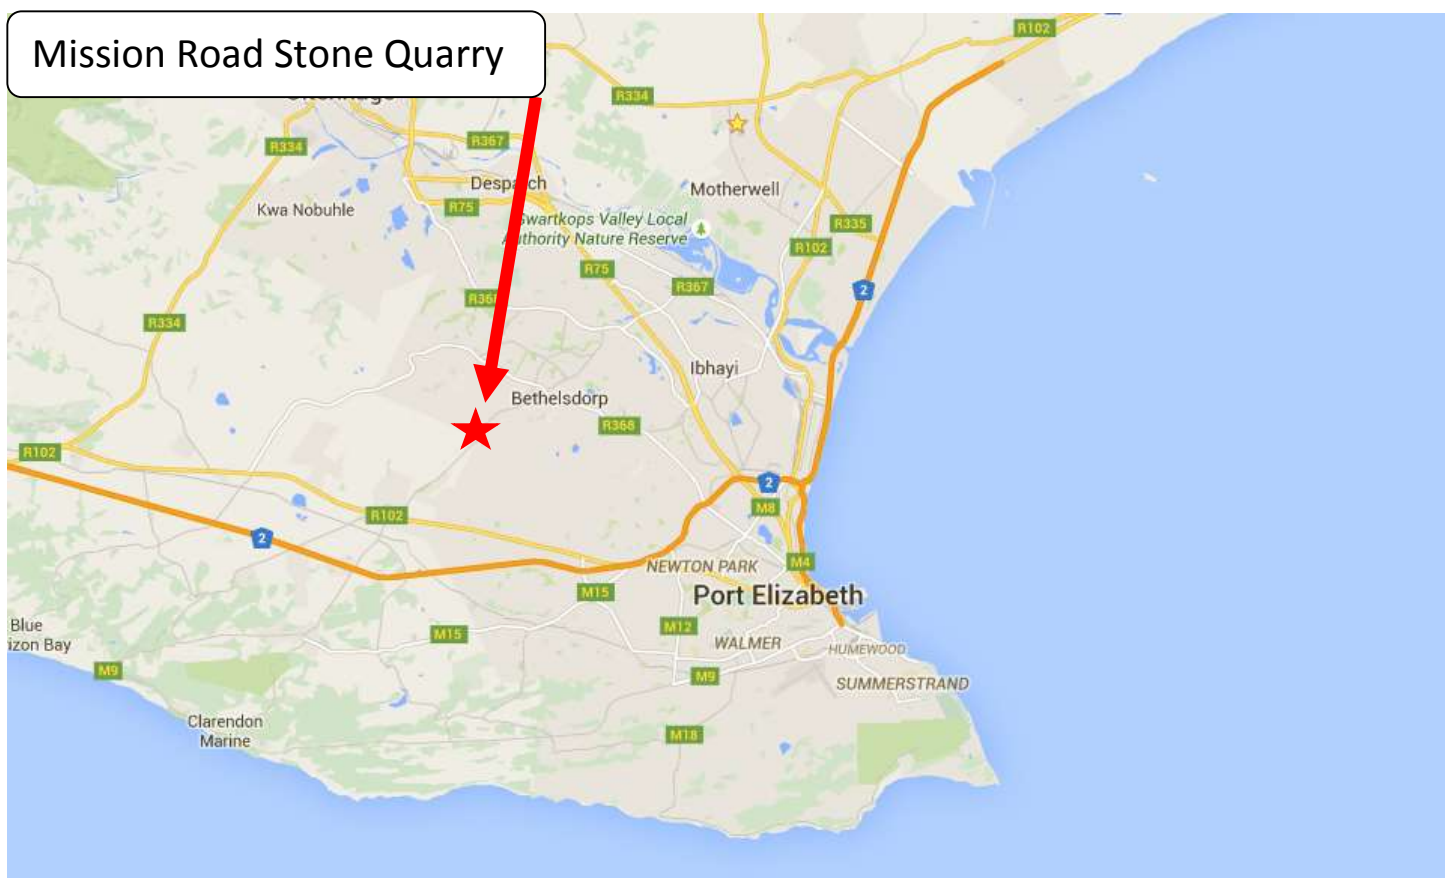 Mission Road Stone Quarry
R102
R334
R334
R367
Despatch
Motherwell
Kwa Nobuhle
R75
Swartkops Valley Local
Authority Nature Reserve
R335
R102
R75
R367
2
R334
Ibhayi
Bethelsdorp
R368
R102
2
M8
R102
2
NEWTON PARK
M4
M15
Port Elizabeth
Blue
M15
M12
WALMER
HUMEWOOD
Bay
M9
M9
SUMMERSTRAND
Clarendon
Marine
M18